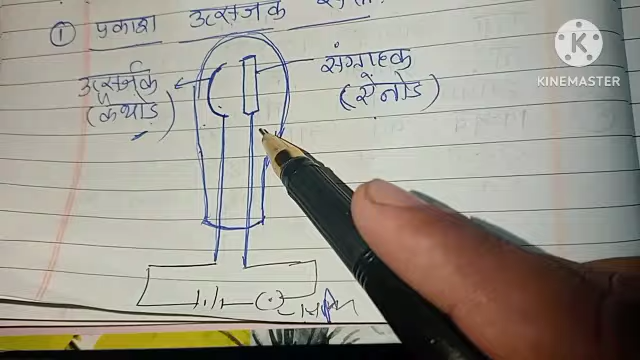 ① प्रकाश उत्सर्जक
उत्सर्जक
(कैथोड)
संग्राहक
(ऐनोड)
KINEMASTER